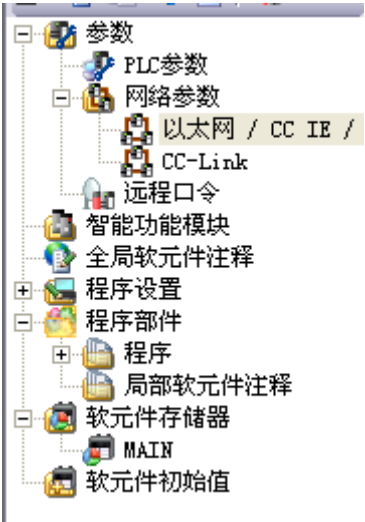 参数
PLC参数
网络参数
以太网 / CC IE /
CC-Link
远程口令
智能功能模块
全局软元件注释
程序设置
程序部件
程序
局部软元件注释
软元件存储器
MAIN
软元件初始值